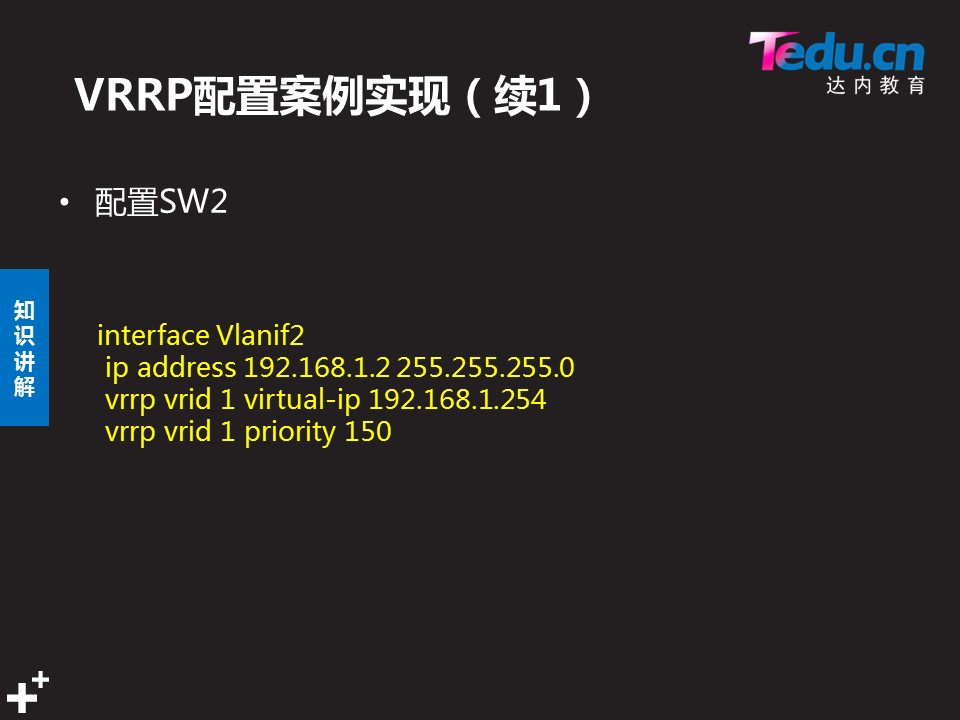 Tedu.cn
达内教育
VRRP配置案例实现（续1）
• 配置SW2
知识讲解
interface Vlanif2
ip address 192.168.1.2 255.255.255.0
vrrp vrid 1 virtual-ip 192.168.1.254
vrrp vrid 1 priority 150